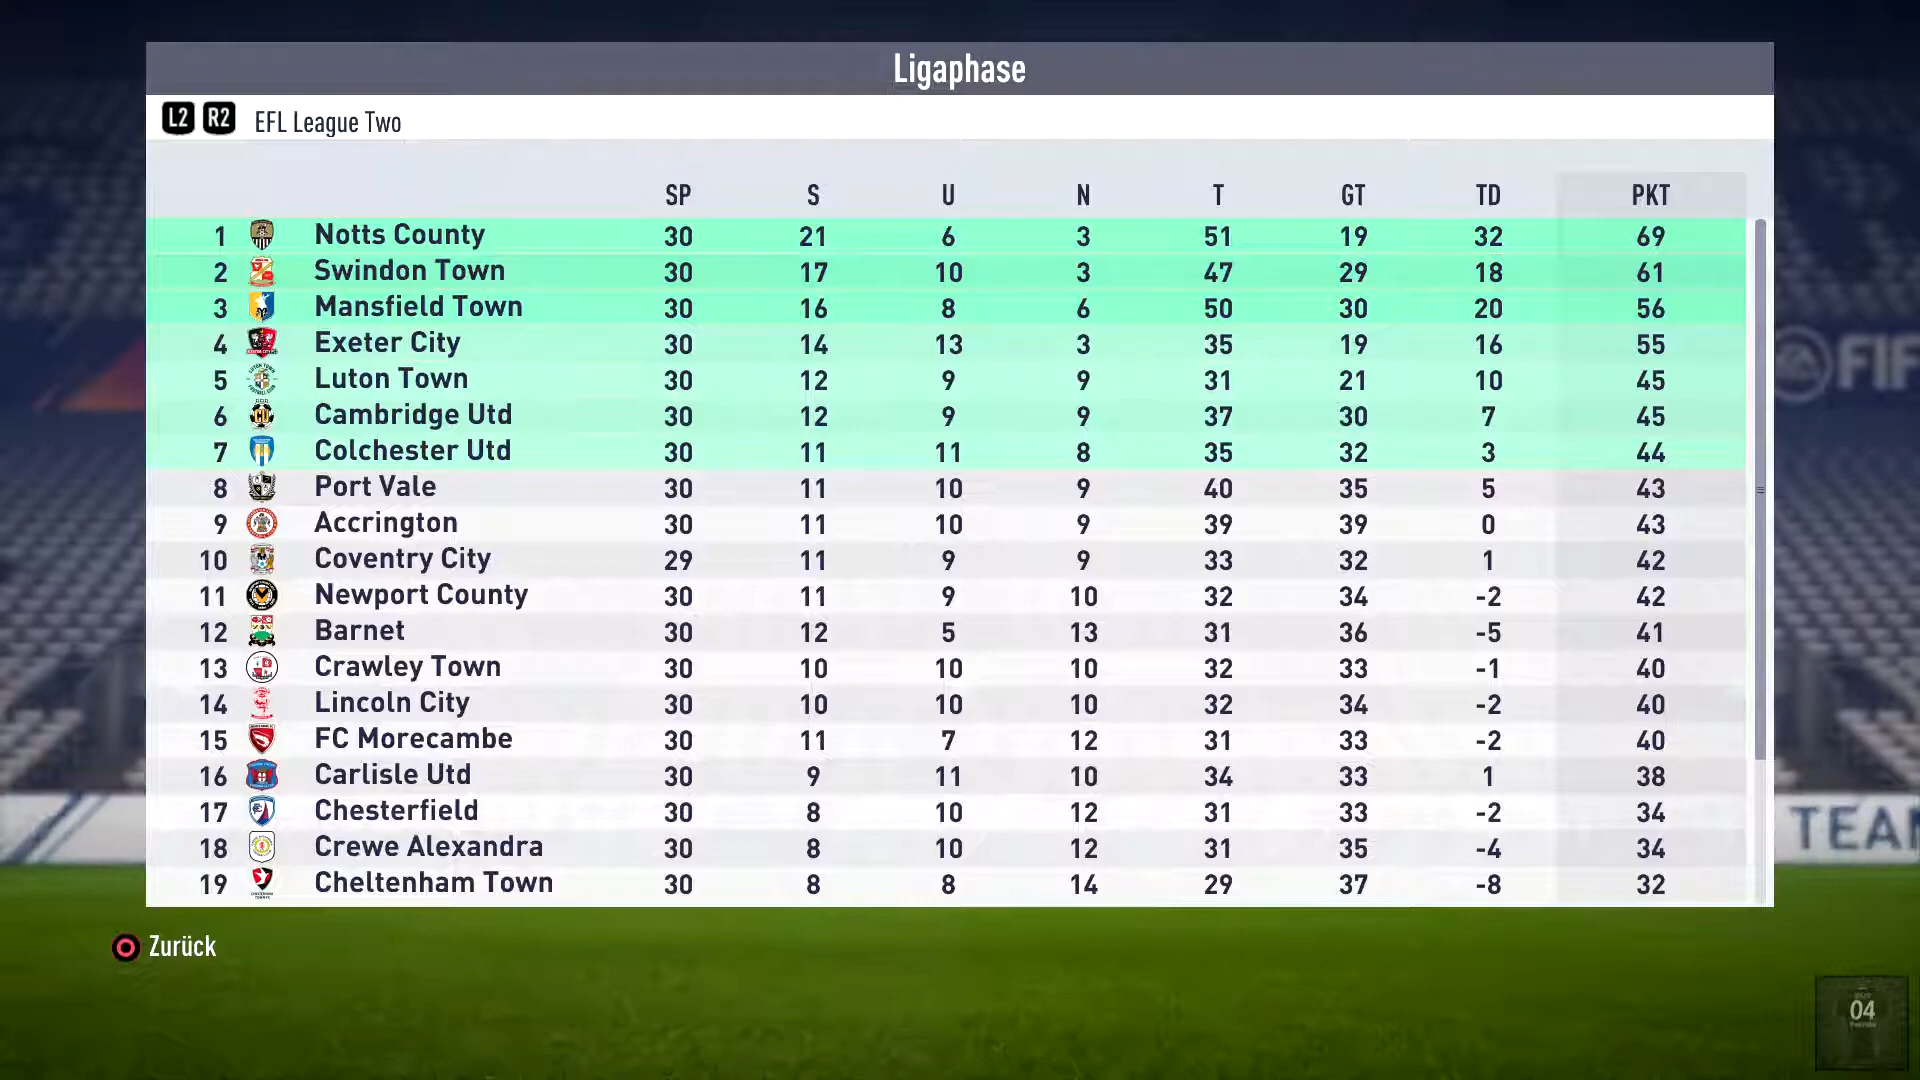 Ligaphase
L2 R2 EFL League Two
SP S U N T GT TD PKT
1 Notts County 30 21 6 3 51 19 32 69
2 Swindon Town 30 17 10 3 47 29 18 61
3 Mansfield Town 30 16 8 6 50 30 20 56
4 Exeter City 30 14 13 3 35 19 16 55
5 Luton Town 30 12 9 9 31 21 10 45
6 Cambridge Utd 30 12 9 9 37 30 7 45
7 Colchester Utd 30 11 11 8 35 32 3 44
8 Port Vale 30 11 10 9 40 35 5 43
9 Accrington 30 11 10 9 39 39 0 43
10 Coventry City 29 11 9 9 33 32 1 42
11 Newport County 30 11 9 10 32 34 -2 42
12 Barnet 30 12 5 13 31 36 -5 41
13 Crawley Town 30 10 10 10 32 33 -1 40
14 Lincoln City 30 10 10 10 32 34 -2 40
15 FC Morecambe 30 11 7 12 31 33 -2 40
16 Carlisle Utd 30 9 11 10 34 33 1 38
17 Chesterfield 30 8 10 12 31 33 -2 34
18 Crewe Alexandra 30 8 10 12 31 35 -4 34
19 Cheltenham Town 30 8 8 14 29 37 -8 32
Zurück
EA FIF
TEA
04